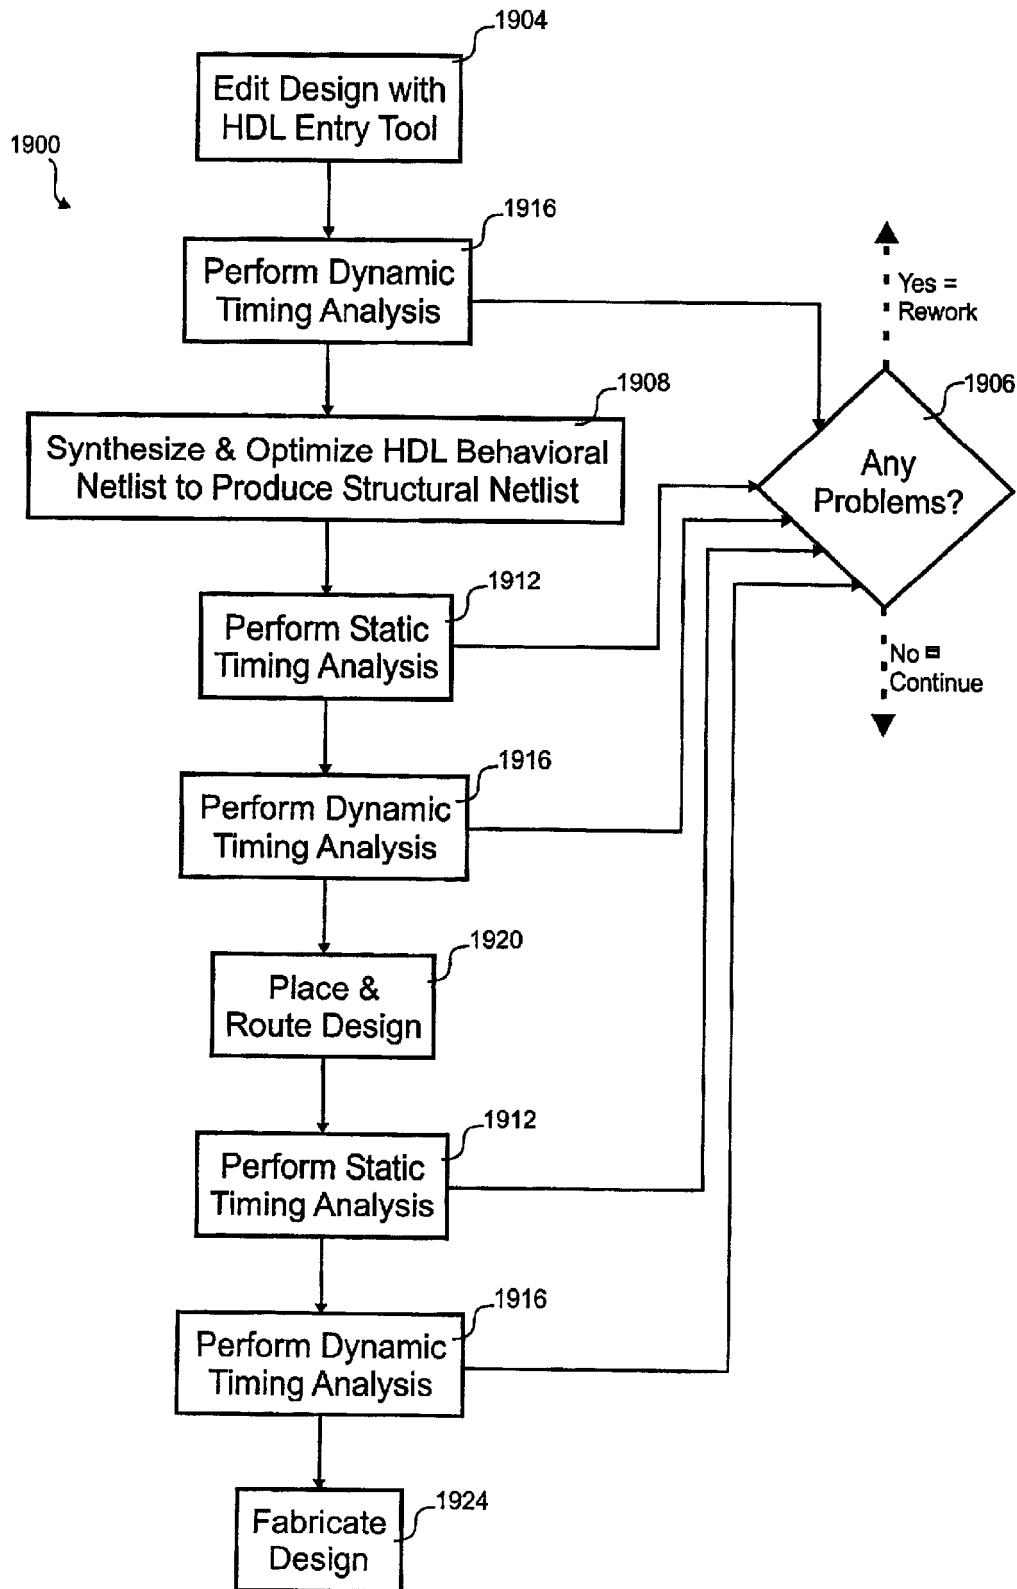 1904
Edit Design with
HDL Entry Tool
1900
1916
Perform Dynamic
Timing Analysis
Yes =
Rework
1908
1906
Synthesize & Optimize HDL Behavioral
Netlist to Produce Structural Netlist
Any
Problems?
1912
Perform Static
Timing Analysis
No =
Continue
1916
Perform Dynamic
Timing Analysis
1920
Place &
Route Design
1912
Perform Static
Timing Analysis
1916
Perform Dynamic
Timing Analysis
1924
Fabricate
Design